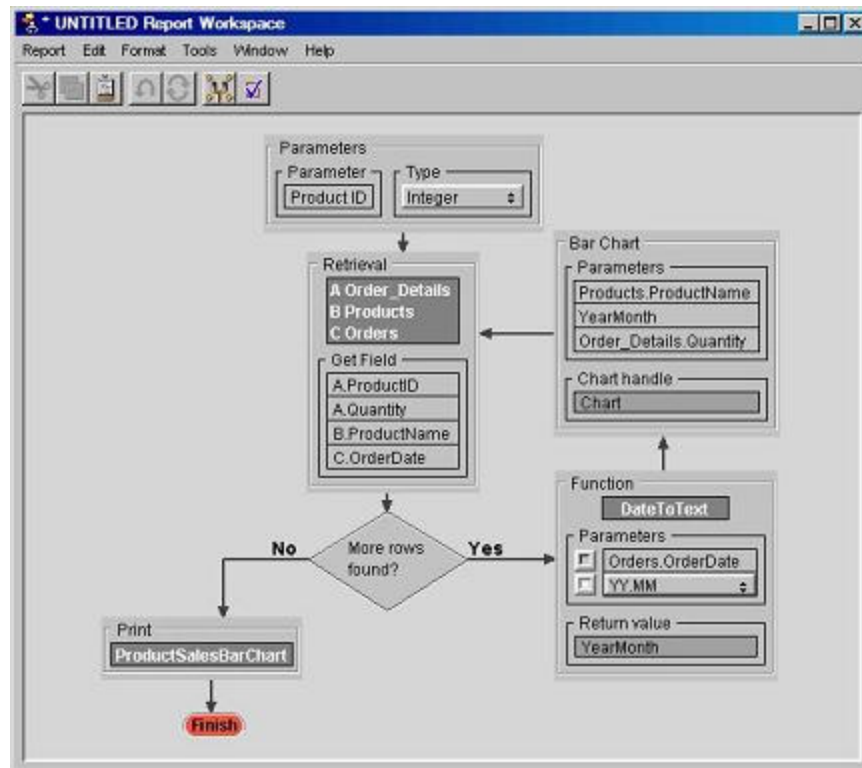 * UNTITLED Report Workspace
Report Edit Format Tools Window Help
Parameters
Parameter
Product ID
Type
Integer
Retrieval
A Order_Details
B Products
C Orders
Get Field
A.ProductID
A.Quantity
B.ProductName
C.OrderDate
Bar Chart
Parameters
Products.ProductName
YearMonth
Order_Details.Quantity
Chart handle
Chart
More rows
found?
No
Yes
Function
DateToText
Parameters
Orders.OrderDate
YY.MM
Return value
YearMonth
Print
ProductSalesBarChart
Finish